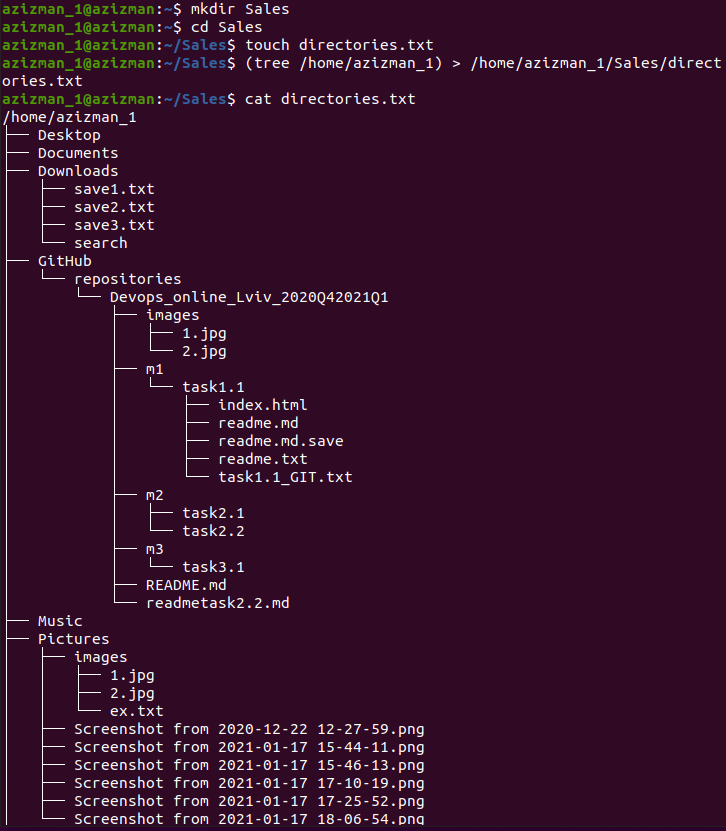 azizman_1@azizman:~$ mkdir Sales
azizman_1@azizman:~$ cd Sales
azizman_1@azizman:~/Sales$ touch directories.txt
azizman_1@azizman:~/Sales$ (tree /home/azizman_1) > /home/azizman_1/Sales/direct
ories.txt
azizman_1@azizman:~/Sales$ cat directories.txt
/home/azizman_1
├── Desktop
├── Documents
├── Downloads
│   ├── save1.txt
│   ├── save2.txt
│   ├── save3.txt
│   └── search
├── GitHub
│   └── repositories
│       └── Devops_online_Lviv_2020Q42021Q1
│           ├── images
│           │   ├── 1.jpg
│           │   └── 2.jpg
│           ├── m1
│           │   └── task1.1
│           │       ├── index.html
│           │       ├── readme.md
│           │       ├── readme.md.save
│           │       ├── readme.txt
│           │       └── task1.1_GIT.txt
│           ├── m2
│           │   ├── task2.1
│           │   └── task2.2
│           ├── m3
│           │   └── task3.1
│           ├── README.md
│           └── readmetask2.2.md
├── Music
├── Pictures
│   ├── images
│   │   ├── 1.jpg
│   │   ├── 2.jpg
│   │   └── ex.txt
│   ├── Screenshot from 2020-12-22 12-27-59.png
│   ├── Screenshot from 2021-01-17 15-44-11.png
│   ├── Screenshot from 2021-01-17 15-46-13.png
│   ├── Screenshot from 2021-01-17 17-10-19.png
│   ├── Screenshot from 2021-01-17 17-25-52.png
│   └── Screenshot from 2021-01-17 18-06-54.png